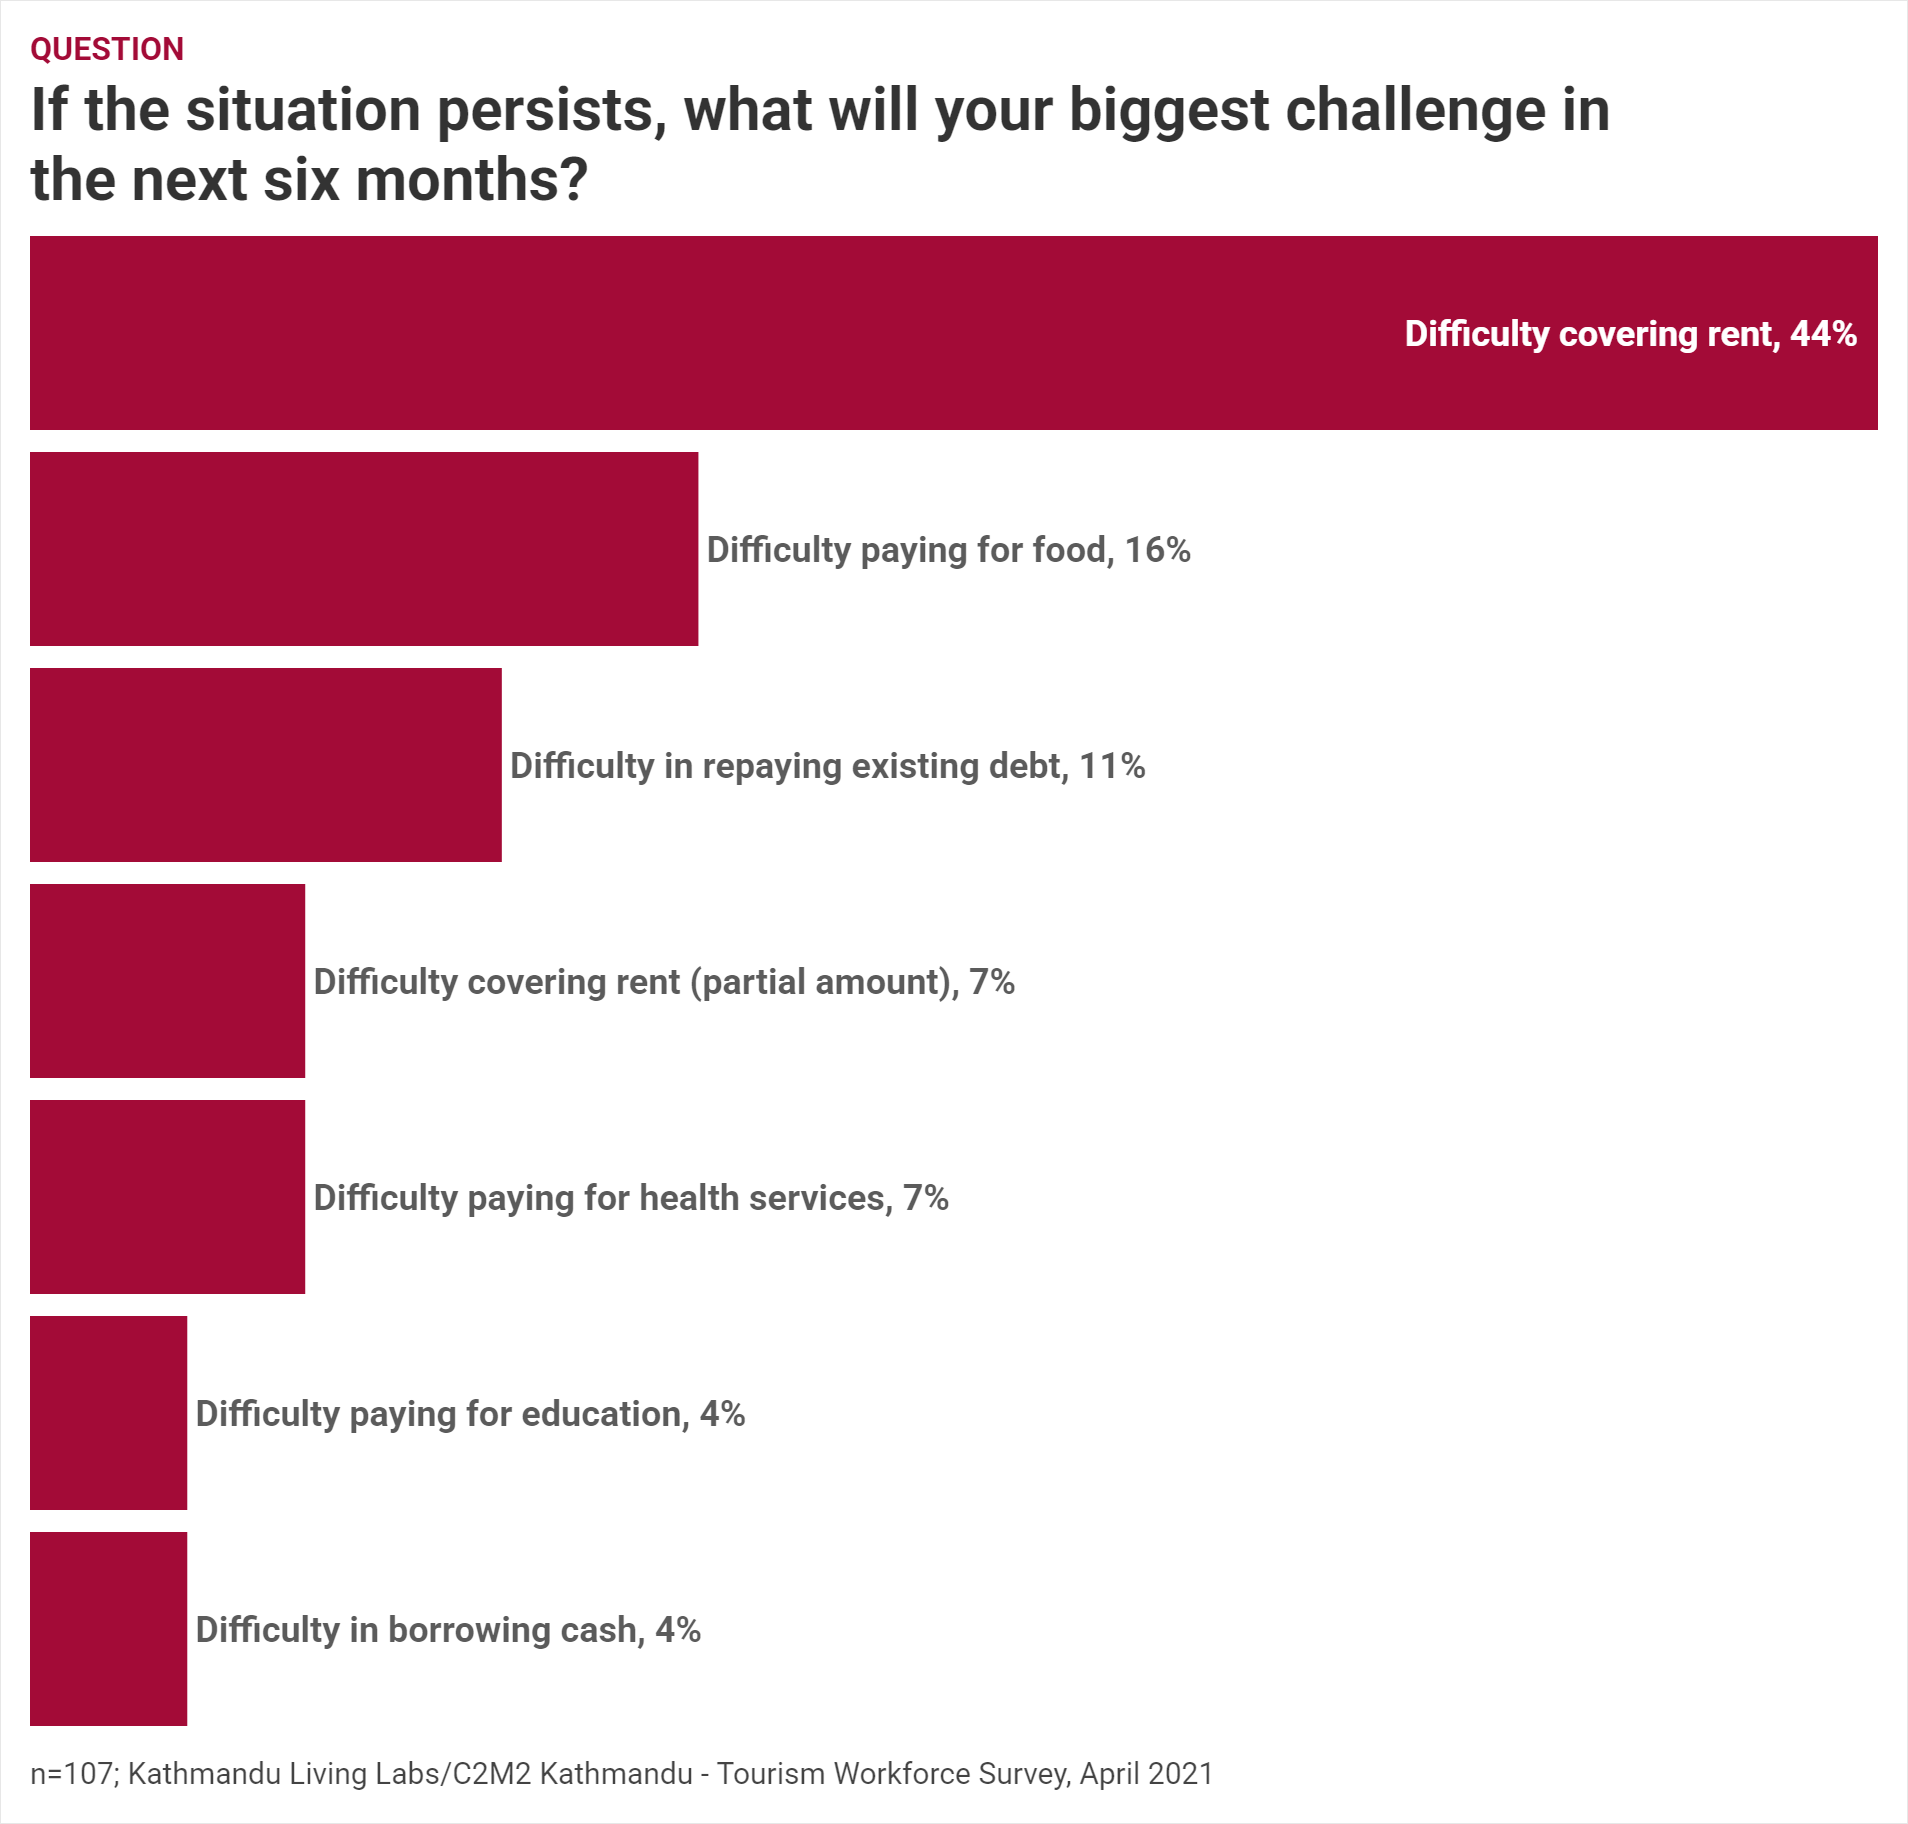 QUESTION
If the situation persists, what will your biggest challenge in
the next six months?
Difficulty covering rent, 44%
Difficulty paying for food, 16%
Difficulty in repaying existing debt, 11%
Difficulty covering rent (partial amount), 7%
Difficulty paying for health services, 7%
Difficulty paying for education, 4%
Difficulty in borrowing cash, 4%
n=107; Kathmandu Living Labs/C2M2 Kathmandu - Tourism Workforce Survey, April 2021